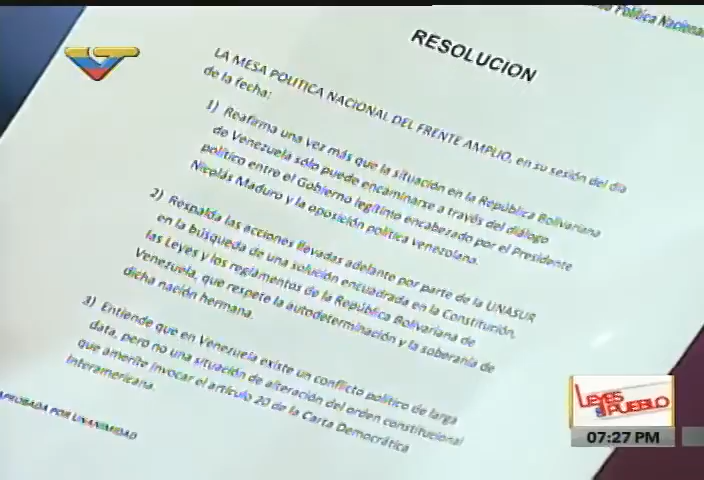 Política Nacional
RESOLUCION
LA MESA POLITICA NACIONAL DEL FRENTE AMPLIO, en su sesión del día
de la fecha:
1) Reafirma una vez más que la situación en la República Bolivariana
de Venezuela sólo puede encaminarse a través del diálogo
político entre el Gobierno legítimo encabezado por el Presidente
Nicolás Maduro y la oposición política venezolana.
2) Respalda las acciones llevadas adelante por parte de la UNASUR
en la búsqueda de una solución encuadrada en la Constitución,
las Leyes y los reglamentos de la República Bolivariana de
Venezuela, que respete la autodeterminación y la soberanía de
dicha nación hermana.
3) Entiende que en Venezuela existe un conflicto político de larga
data, pero no una situación de alteración del orden constitucional
que amerite invocar el artículo 20 de la Carta Democrática
Interamericana.
APROBADA POR UNANIMIDAD
LEYES
PUEBLO
07:27 PM